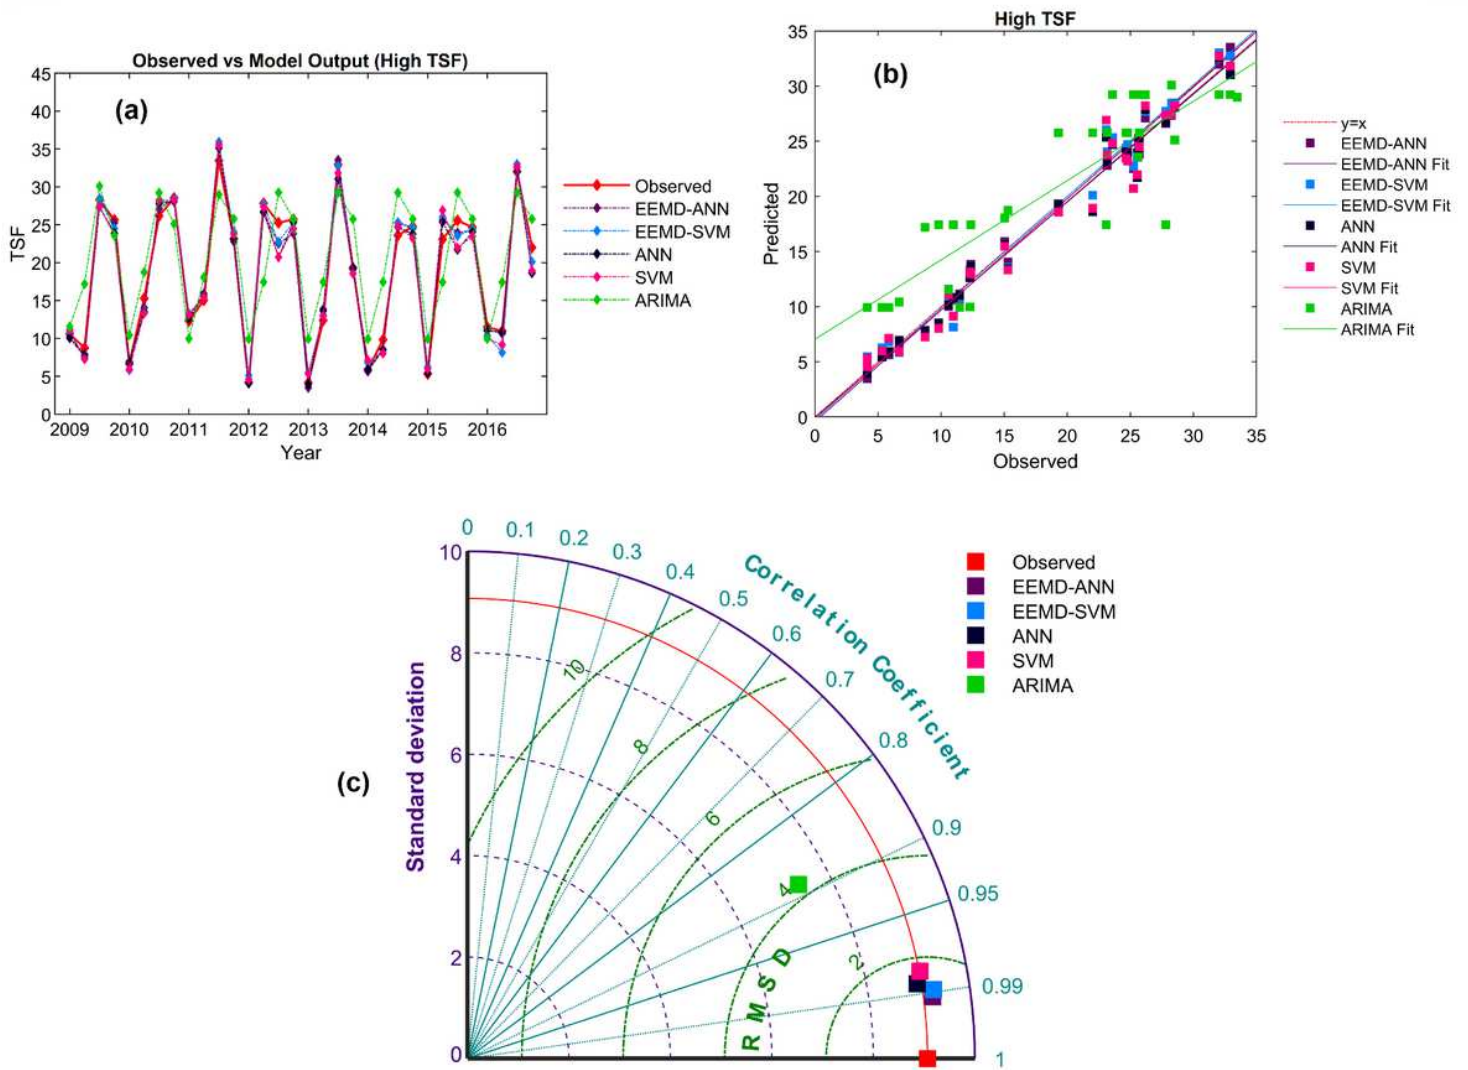 Observed vs Model Output (High TSF)
(a)
45
40
35
30
25
20
15
10
5
0
TSF
2009 2010 2011 2012 2013 2014 2015 2016
Year
Observed
EEMD-ANN
EEMD-SVM
ANN
SVM
ARIMA
High TSF
(b)
35
30
25
20
15
10
5
0
Predicted
0 5 10 15 20 25 30 35
Observed
y=x
EEMD-ANN
EEMD-ANN Fit
EEMD-SVM
EEMD-SVM Fit
ANN
ANN Fit
SVM
SVM Fit
ARIMA
ARIMA Fit
(c)
Standard deviation
10
8
6
4
2
0
0 0.1 0.2 0.3 0.4 0.5 0.6 0.7 0.8 0.9 0.95 0.99 1
Correlation Coefficient
10
8
6
4
2
RMSD
Observed
EEMD-ANN
EEMD-SVM
ANN
SVM
ARIMA